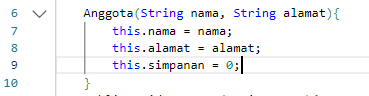 6 Anggota(String nama, String alamat){
7 this.nama = nama;
8 this.alamat = alamat;
9 this.simpanan = 0;
10 }